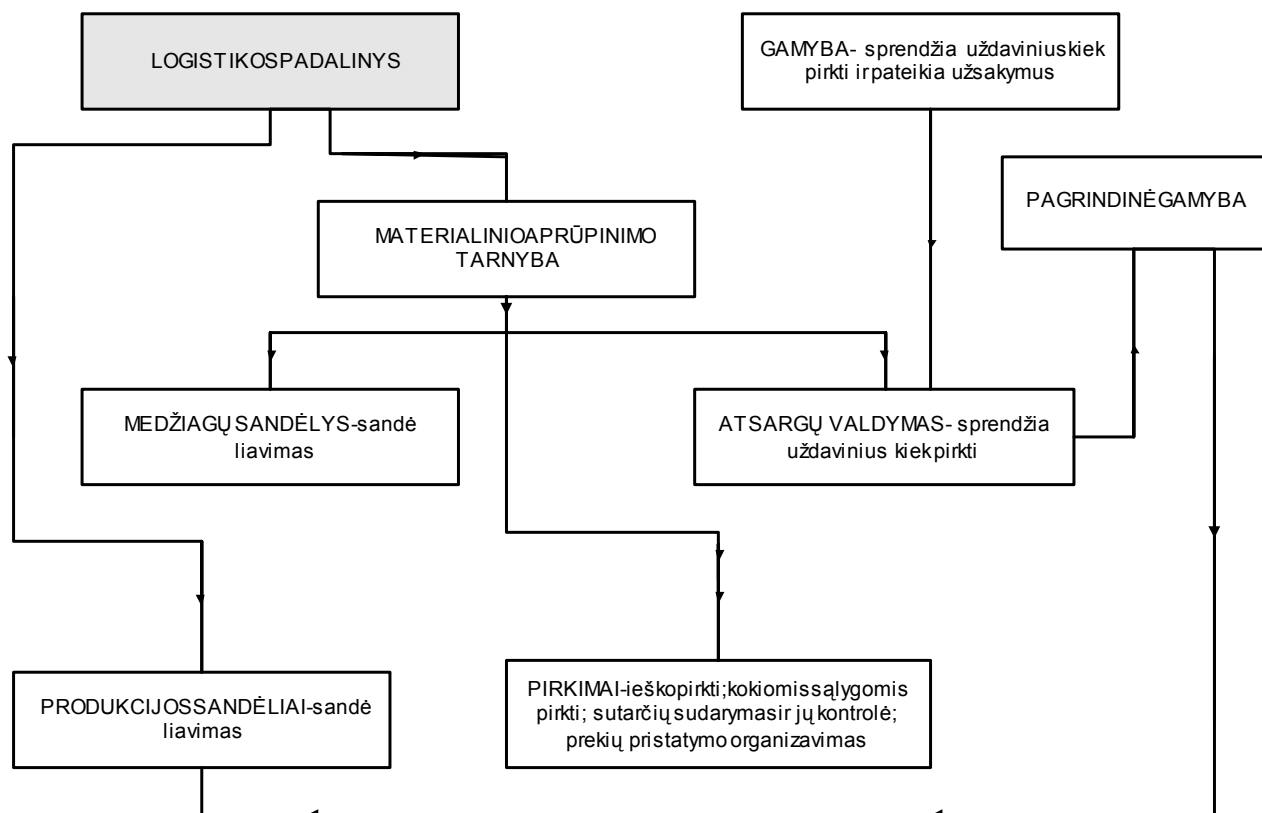 LOGISTIKOSPADALINYS
GAMYBA- sprendžia uždaviniuskiek
pirkti irpateikia užsakymus
PAGRINDINĖGAMYBA
MATERIALINIOAPRŪPINIMO
TARNYBA
MEDŽIAGŲ SANDĖLYS-sandė
liavimas
ATSARGŲ VALDYMAS- sprendžia
uždavinius kiekpirkti
PRODUKCIJOSSANDĖLIAI-sandė
liavimas
PIRKIMAI-ieškopirkti;kokiomissąlygomis
pirkti; sutarčių sudarymasir jų kontrolė;
prekių pristatymo organizavimas